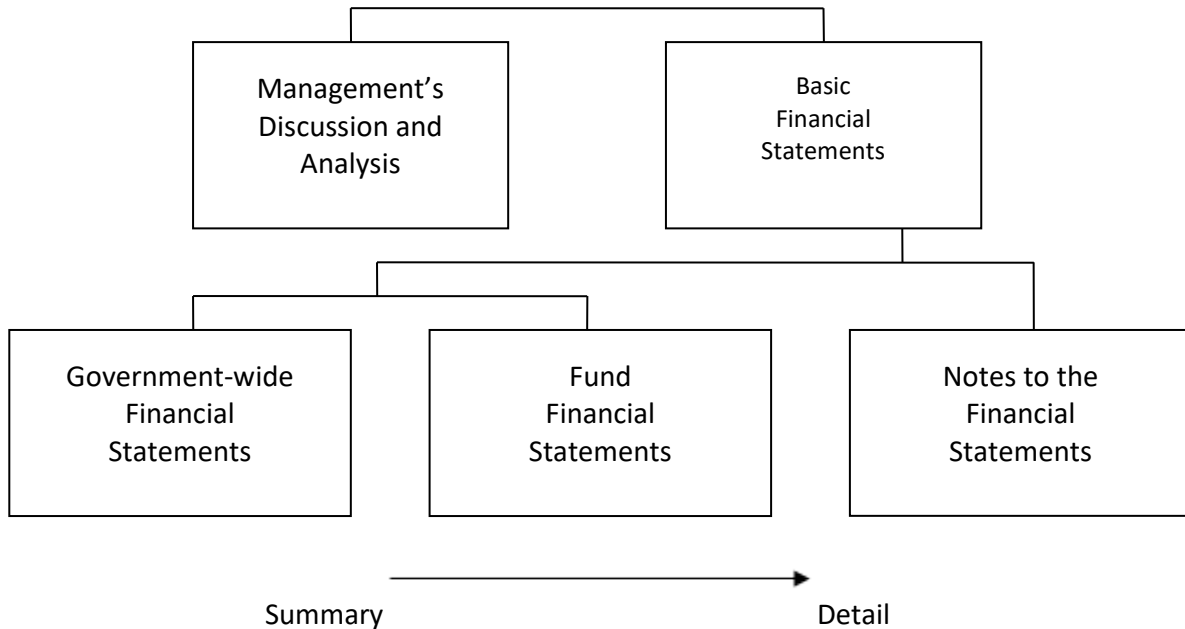 Management’s
Discussion and
Analysis
Basic
Financial
Statements
Government-wide
Financial
Statements
Fund
Financial
Statements
Notes to the
Financial
Statements
Summary
Detail